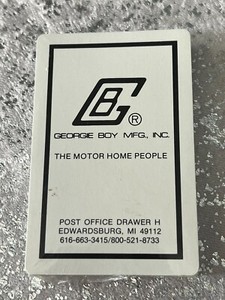 GB®
GEORGIE BOY MFG., INC.
THE MOTOR HOME PEOPLE
POST OFFICE DRAWER H
EDWARDSBURG, MI 49112
616-663-3415/800-521-8733